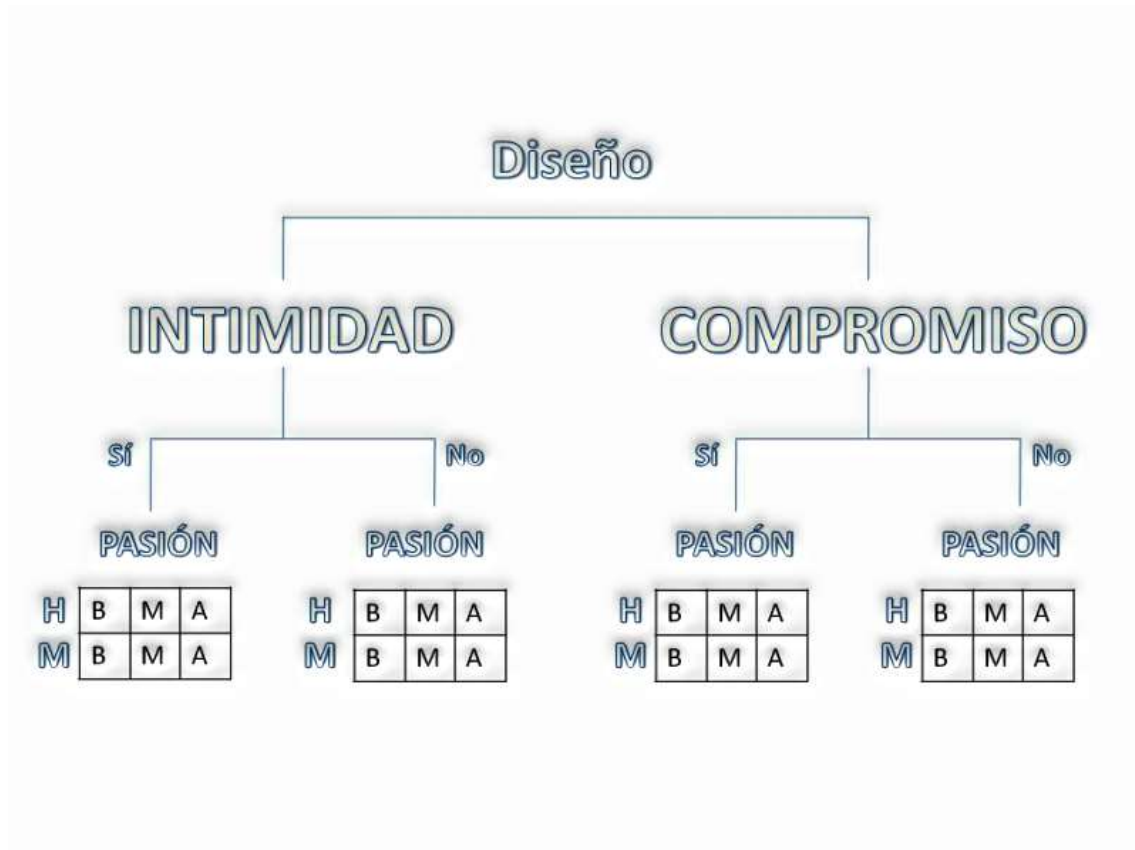 Diseño
INTIMIDAD COMPROMISO
Sí No Sí No
PASIÓN PASIÓN PASIÓN PASIÓN
H B M A H B M A H B M A H B M A
M B M A M B M A M B M A M B M A